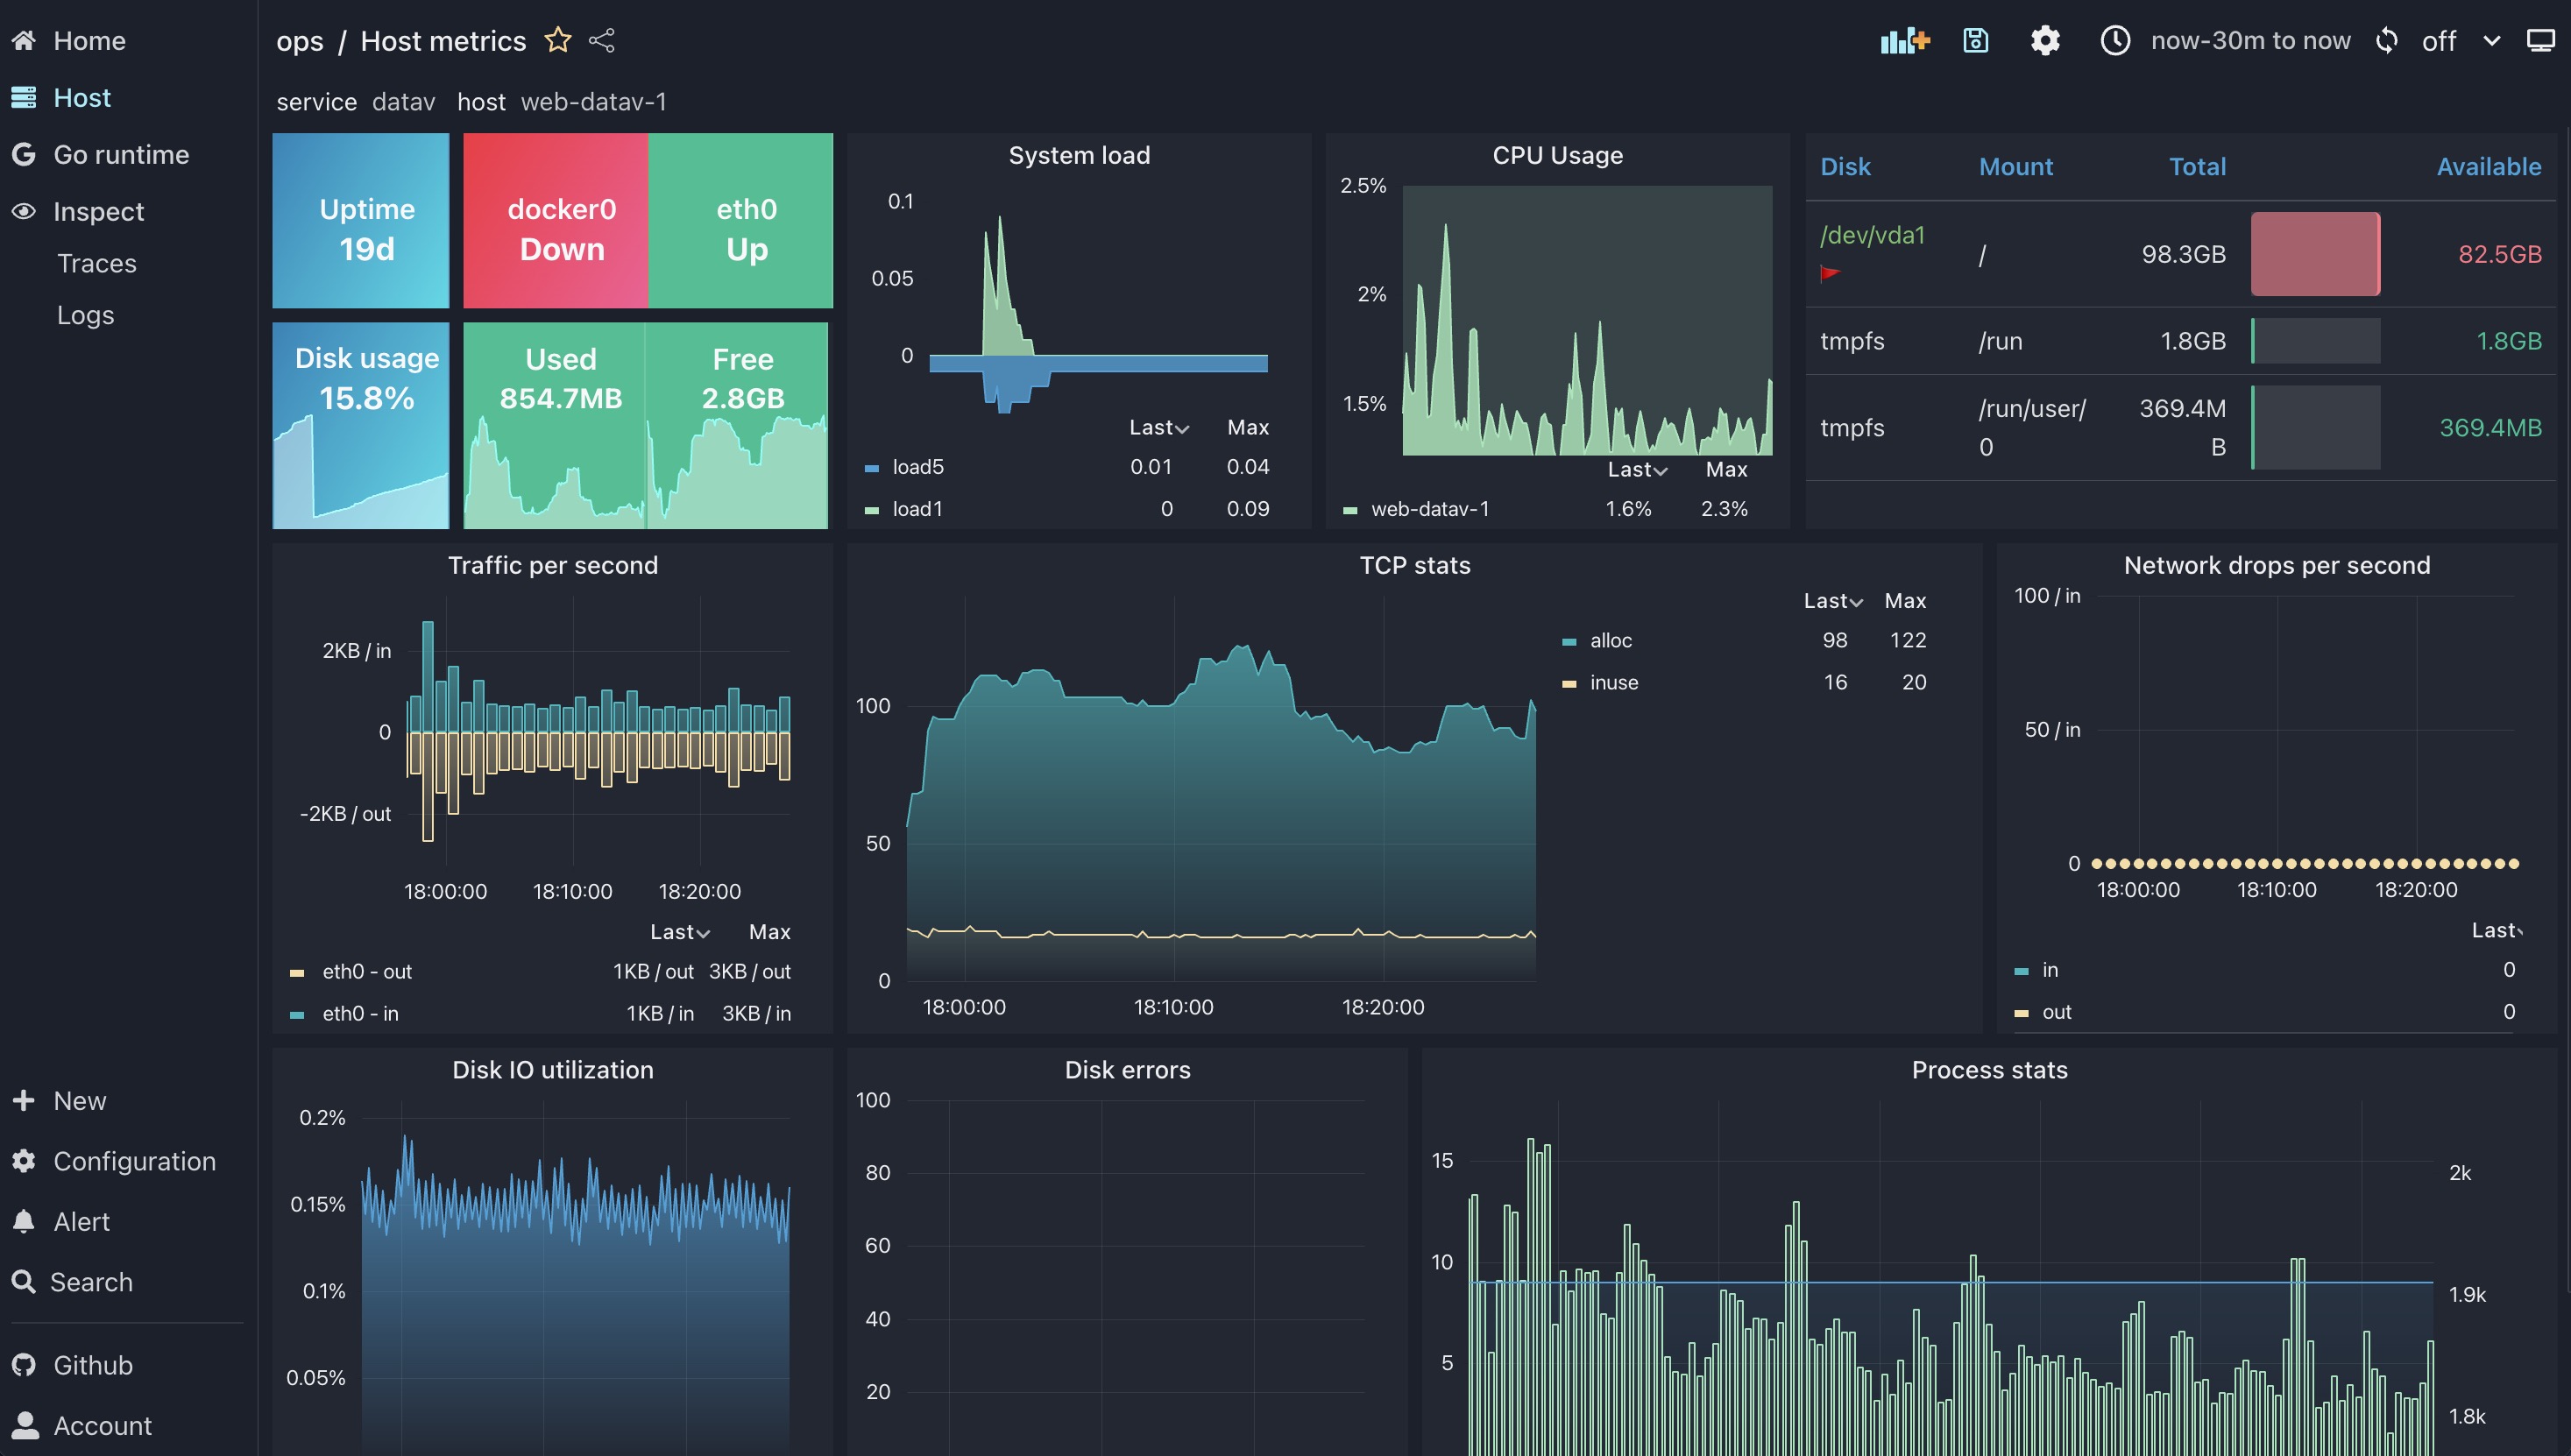 Home
Host
Go runtime
Inspect
Traces
Logs
New
Configuration
Alert
Search
Github
Account
ops / Host metrics
now-30m to now
off
service datav host web-datav-1
Uptime
19d
docker0
Down
eth0
Up
Disk usage
15.8%
Used
854.7MB
Free
2.8GB
System load
0.1
0.05
0
Last Max
load5 0.01 0.04
load1 0 0.09
CPU Usage
2.5%
2%
1.5%
Last Max
web-datav-1 1.6% 2.3%
Disk Mount Total Available
/dev/vda1 / 98.3GB 82.5GB
tmpfs /run 1.8GB 1.8GB
tmpfs /run/user/ 369.4M 369.4MB
0 B
Traffic per second
2KB / in
0
-2KB / out
18:00:00 18:10:00 18:20:00
Last Max
eth0 - out 1KB / out 3KB / out
eth0 - in 1KB / in 3KB / in
TCP stats
100
50
0
18:00:00 18:10:00 18:20:00
Last Max
alloc 98 122
inuse 16 20
Network drops per second
100 / in
50 / in
0
18:00:00 18:10:00 18:20:00
Last
in 0
out 0
Disk IO utilization
0.2%
0.15%
0.1%
0.05%
Disk errors
100
80
60
40
20
Process stats
15
10
5
2k
1.9k
1.8k